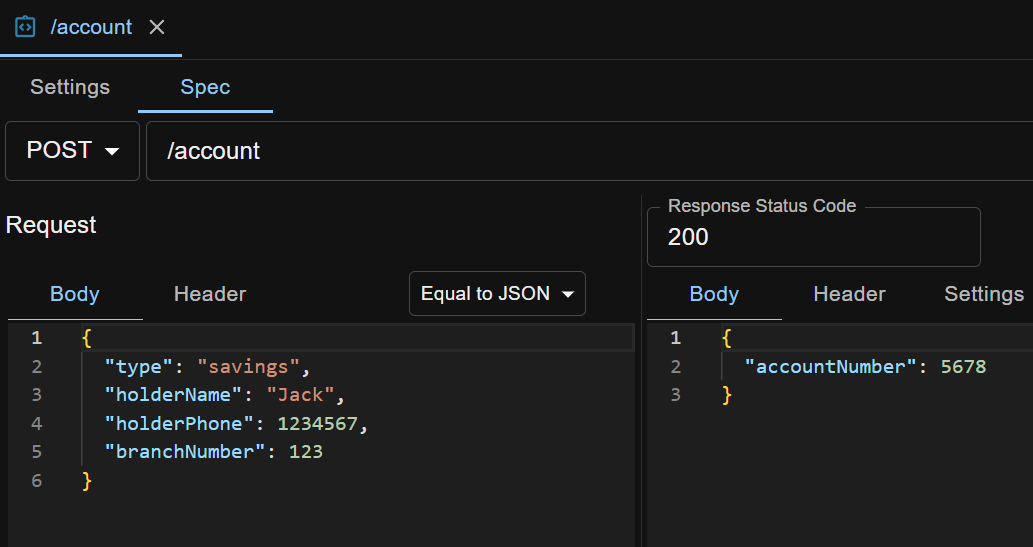 /account
Settings Spec
POST /account
Request
Body Header Equal to JSON
1 {
2 "type": "savings",
3 "holderName": "Jack",
4 "holderPhone": 1234567,
5 "branchNumber": 123
6 }
Response Status Code
200
Body Header Settings
1 {
2 "accountNumber": 5678
3 }